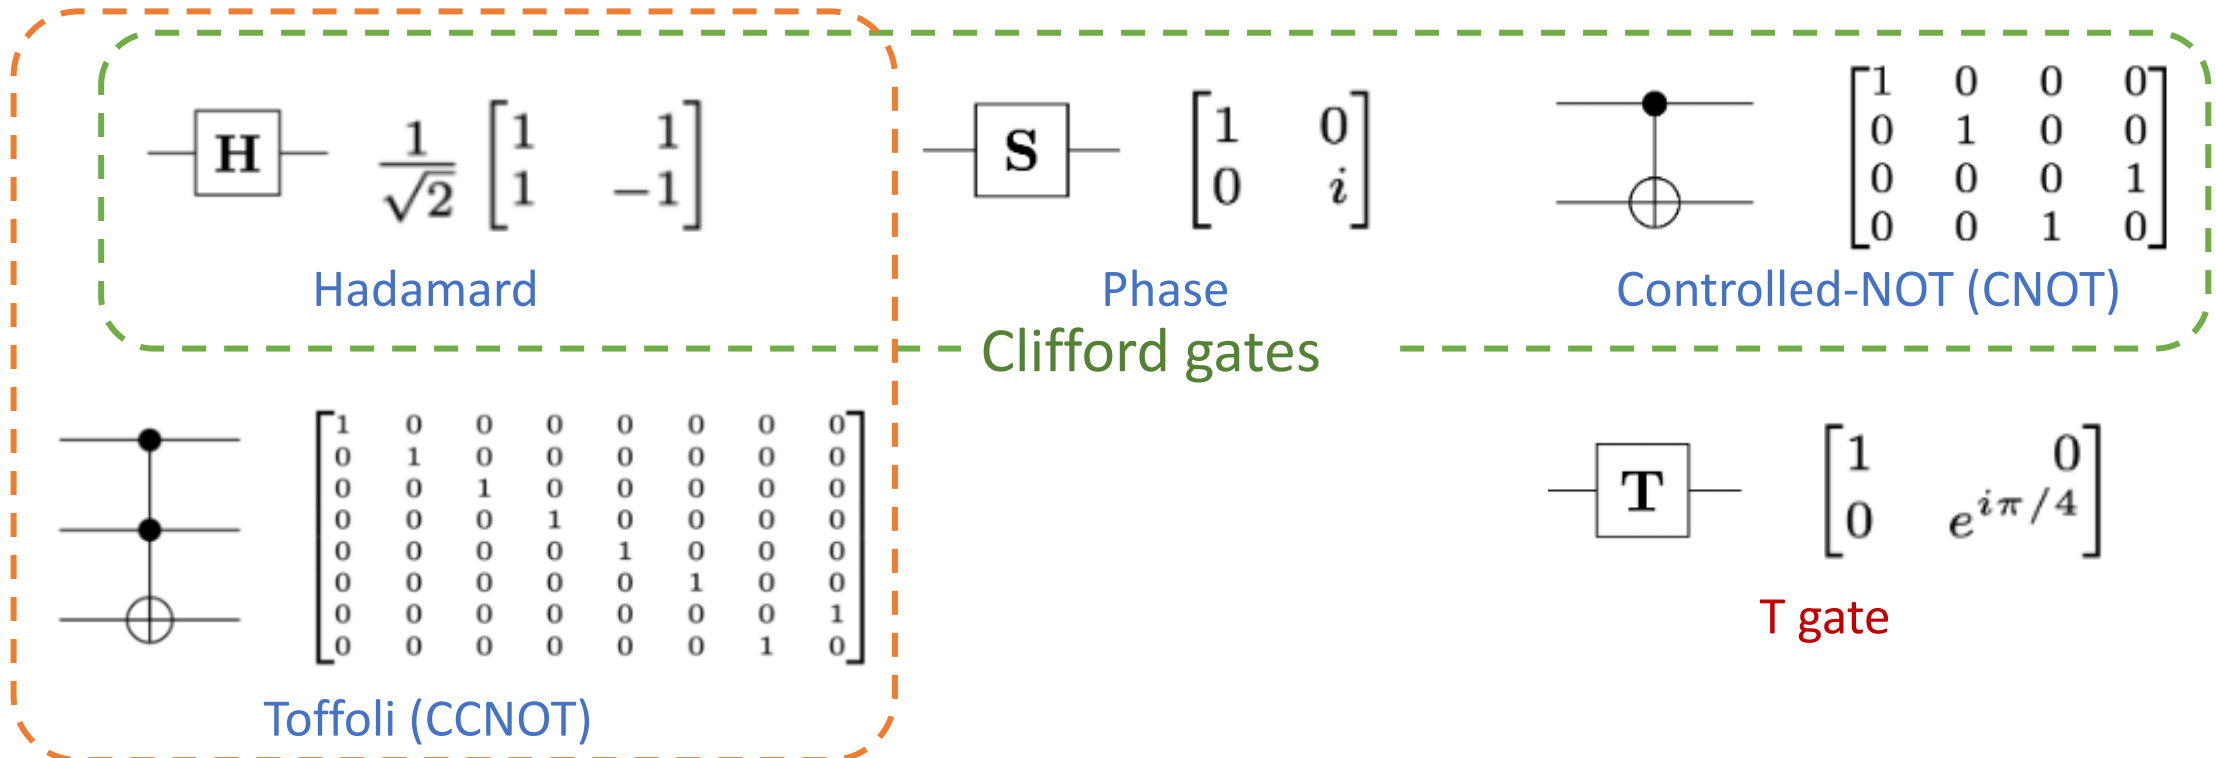 H 1/√2 [1 1
1 −1]
Hadamard
S [1 0
0 i]
Phase
[1 0 0 0
0 1 0 0
0 0 0 1
0 0 1 0]
Controlled-NOT (CNOT)
Clifford gates
[1 0 0 0 0 0 0 0
0 1 0 0 0 0 0 0
0 0 1 0 0 0 0 0
0 0 0 1 0 0 0 0
0 0 0 0 1 0 0 0
0 0 0 0 0 1 0 0
0 0 0 0 0 0 0 1
0 0 0 0 0 0 1 0]
Toffoli (CCNOT)
T [1 0
0 e^{iπ/4}]
T gate